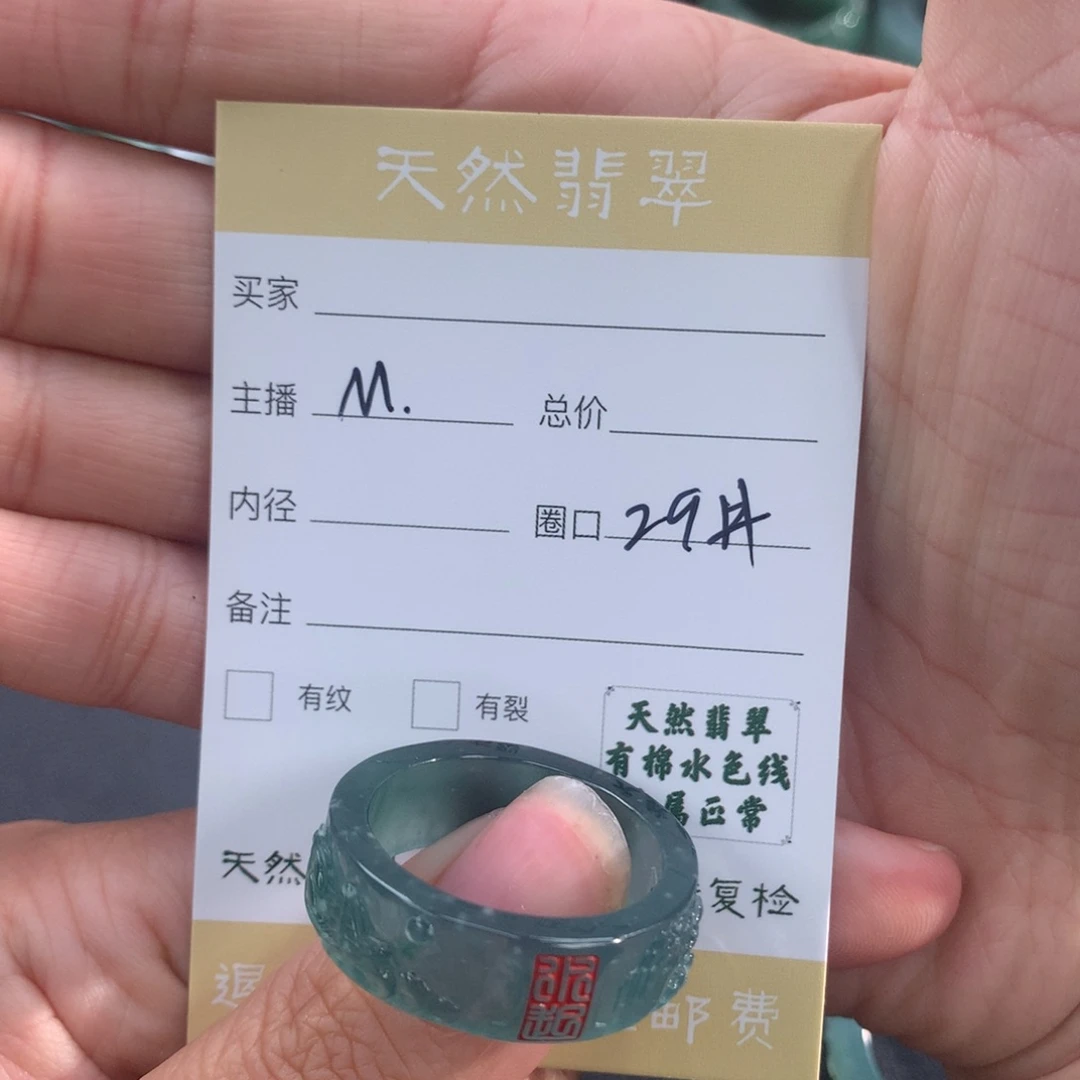 天然翡翠
买家
主播 M. 总价
内径 圈口 29#
备注
有纹 有裂
天然翡翠
有棉水色线
属正常
天然 复检
退 邮费